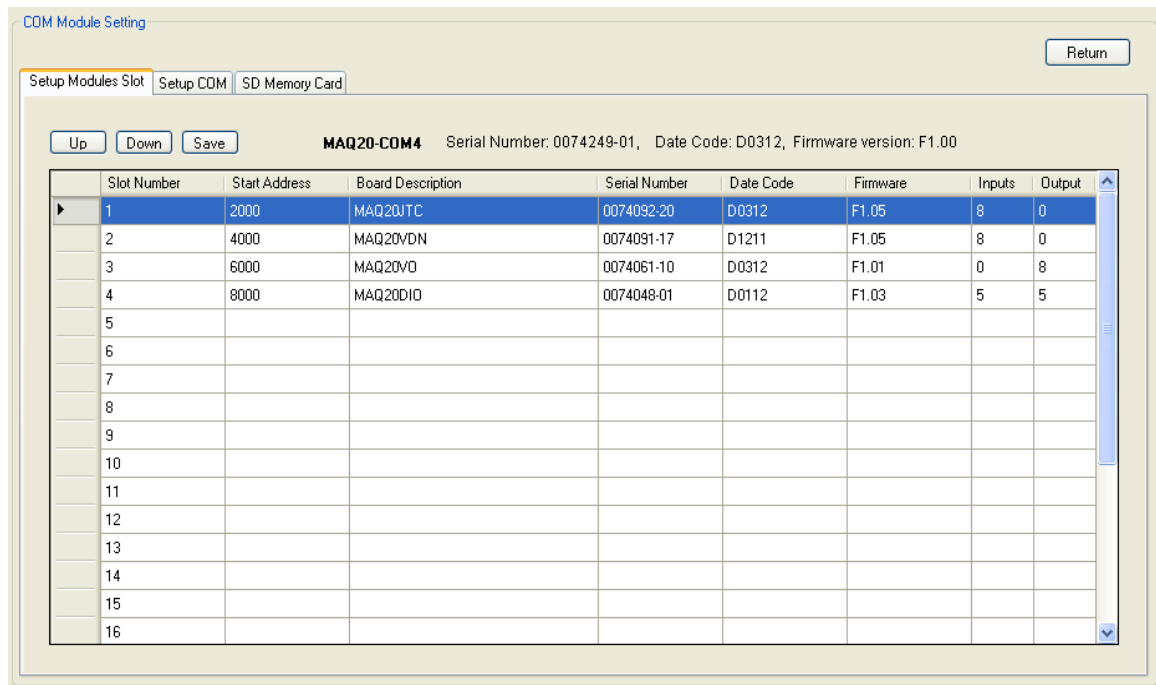 COM Module Setting
Return
Setup Modules Slot Setup COM SD Memory Card
Up Down Save MAQ20-COM4 Serial Number: 0074249-01, Date Code: D0312, Firmware version: F1.00
Slot Number Start Address Board Description Serial Number Date Code Firmware Inputs Output
1 2000 MAQ20JTC 0074092-20 D0312 F1.05 8 0
2 4000 MAQ20VDN 0074091-17 D1211 F1.05 8 0
3 6000 MAQ20VO 0074061-10 D0312 F1.01 0 8
4 8000 MAQ20DIO 0074048-01 D0112 F1.03 5 5
5
6
7
8
9
10
11
12
13
14
15
16